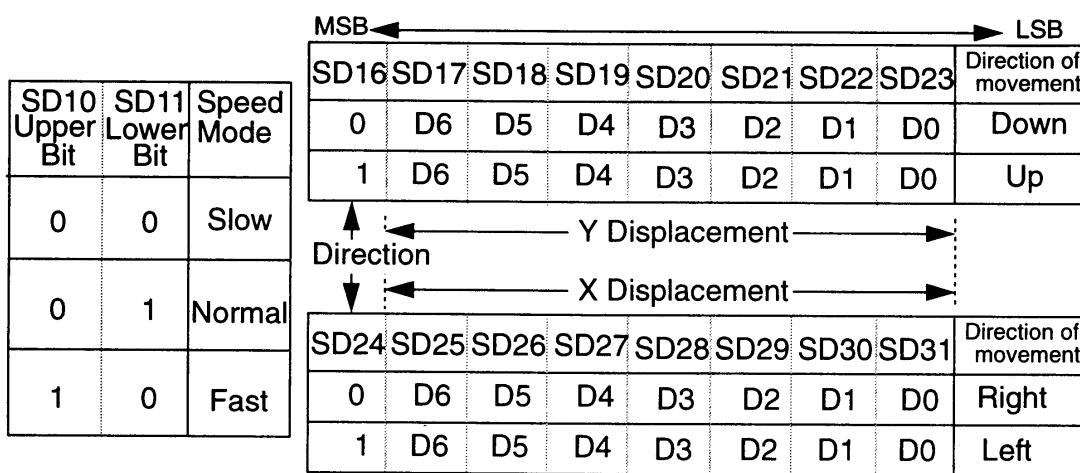 SD10 SD11 Speed
Upper Lower Mode
Bit Bit
0 0 Slow
0 1 Normal
1 0 Fast
MSB LSB
SD16 SD17 SD18 SD19 SD20 SD21 SD22 SD23 Direction of
movement
0 D6 D5 D4 D3 D2 D1 D0 Down
1 D6 D5 D4 D3 D2 D1 D0 Up
Y Displacement
Direction
X Displacement
SD24 SD25 SD26 SD27 SD28 SD29 SD30 SD31 Direction of
movement
0 D6 D5 D4 D3 D2 D1 D0 Right
1 D6 D5 D4 D3 D2 D1 D0 Left